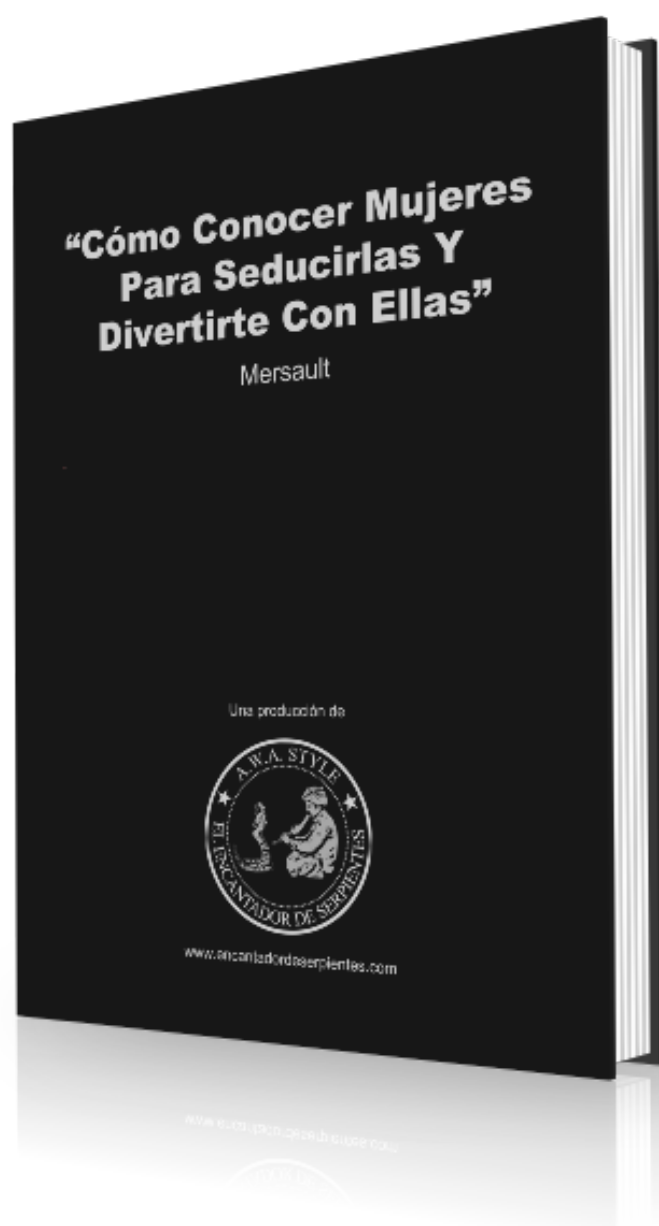 “Cómo Conocer Mujeres
Para Seducirlas Y
Divertirte Con Ellas”
Mersault
Una producción de
A.W.A. STYLE
EL ENCANTADOR DE SERPIENTES
www.encantadordeserpientes.com